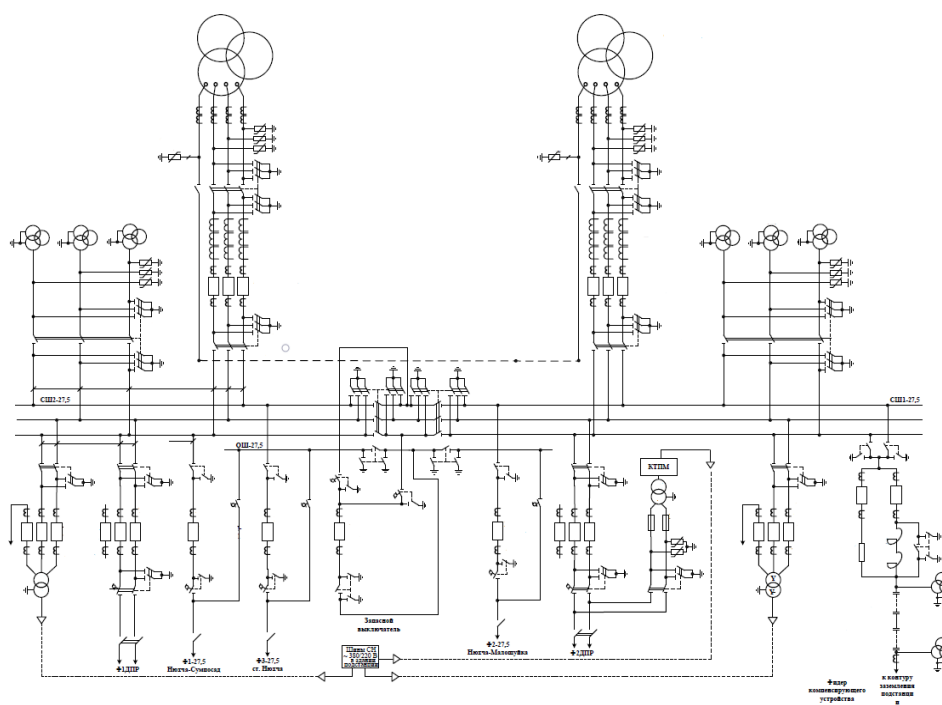 СШ2-27,5
СШ1-27,5
ОШ-27,5
КТПМ
Запасной
выключатель
Ф1ДПР
Ф1-27,5
Нюхча-Сумпосад
Ф3-27,5
ст. Нюхча
Шины СН
~ 380/220 В
в здании
подстанции
Ф2-27,5
Нюхча-Малошуйка
Ф2ДПР
Y
Фидер
компенсирующего
устройства
к контуру
заземления
подстанци
и